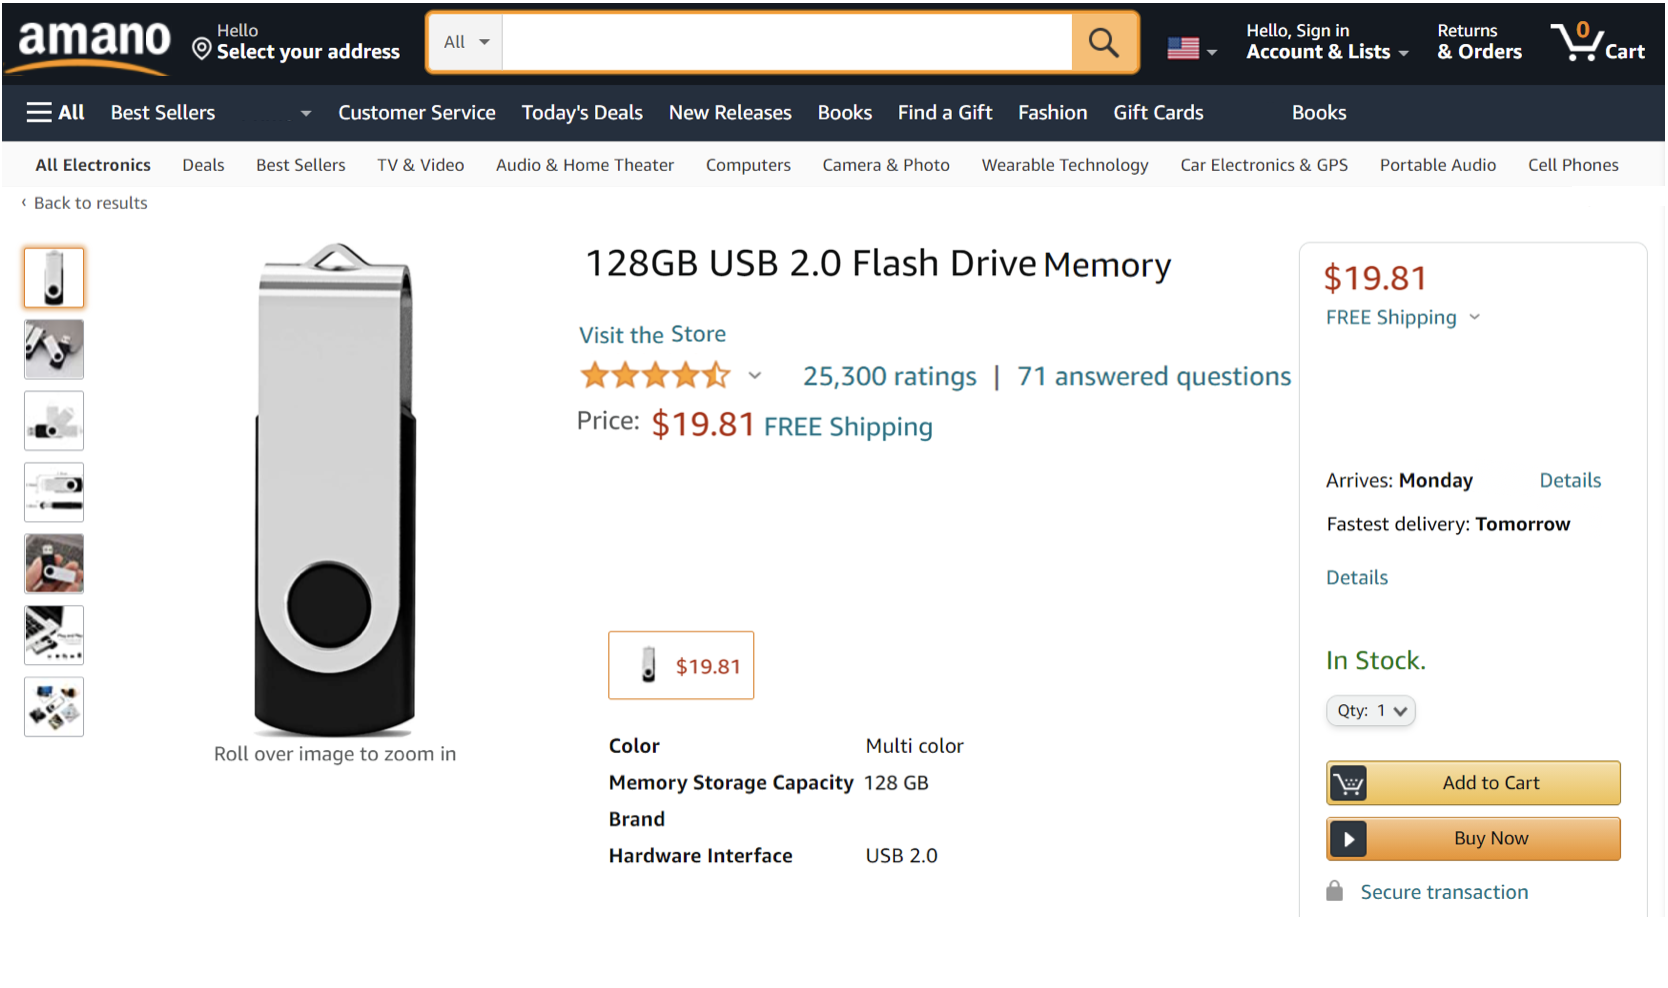 amano
Hello
Select your address
All
Hello, Sign in
Account & Lists
Returns
& Orders
0
Cart
All
Best Sellers
Customer Service
Today's Deals
New Releases
Books
Find a Gift
Fashion
Gift Cards
Books
All Electronics
Deals
Best Sellers
TV & Video
Audio & Home Theater
Computers
Camera & Photo
Wearable Technology
Car Electronics & GPS
Portable Audio
Cell Phones
‹ Back to results
Roll over image to zoom in
128GB USB 2.0 Flash Drive Memory
Visit the Store
25,300 ratings | 71 answered questions
Price: $19.81 FREE Shipping
$19.81
Color Multi color
Memory Storage Capacity 128 GB
Brand
Hardware Interface USB 2.0
$19.81
FREE Shipping
Arrives: Monday Details
Fastest delivery: Tomorrow
Details
In Stock.
Qty: 1
Add to Cart
Buy Now
Secure transaction